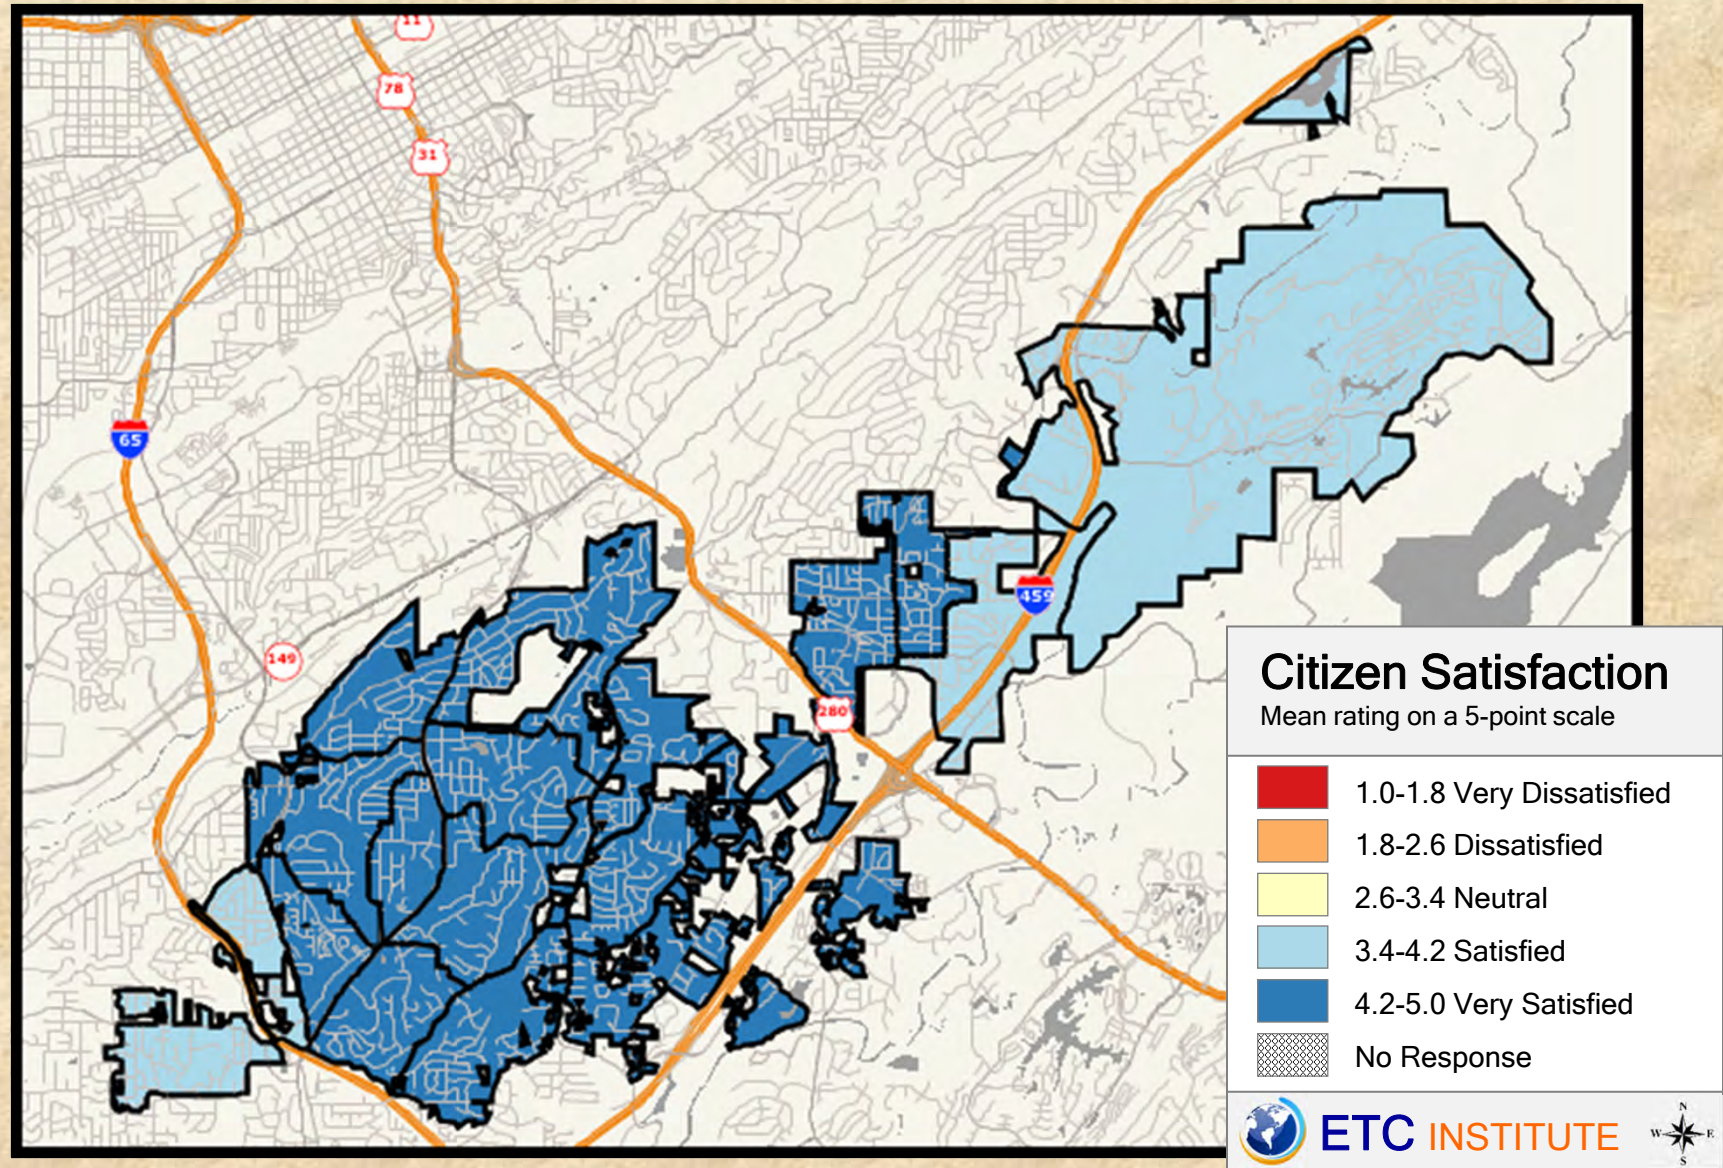 11
78
31
65
149
280
459
Citizen Satisfaction
Mean rating on a 5-point scale
1.0-1.8 Very Dissatisfied
1.8-2.6 Dissatisfied
2.6-3.4 Neutral
3.4-4.2 Satisfied
4.2-5.0 Very Satisfied
No Response
ETC INSTITUTE
N
W E
S